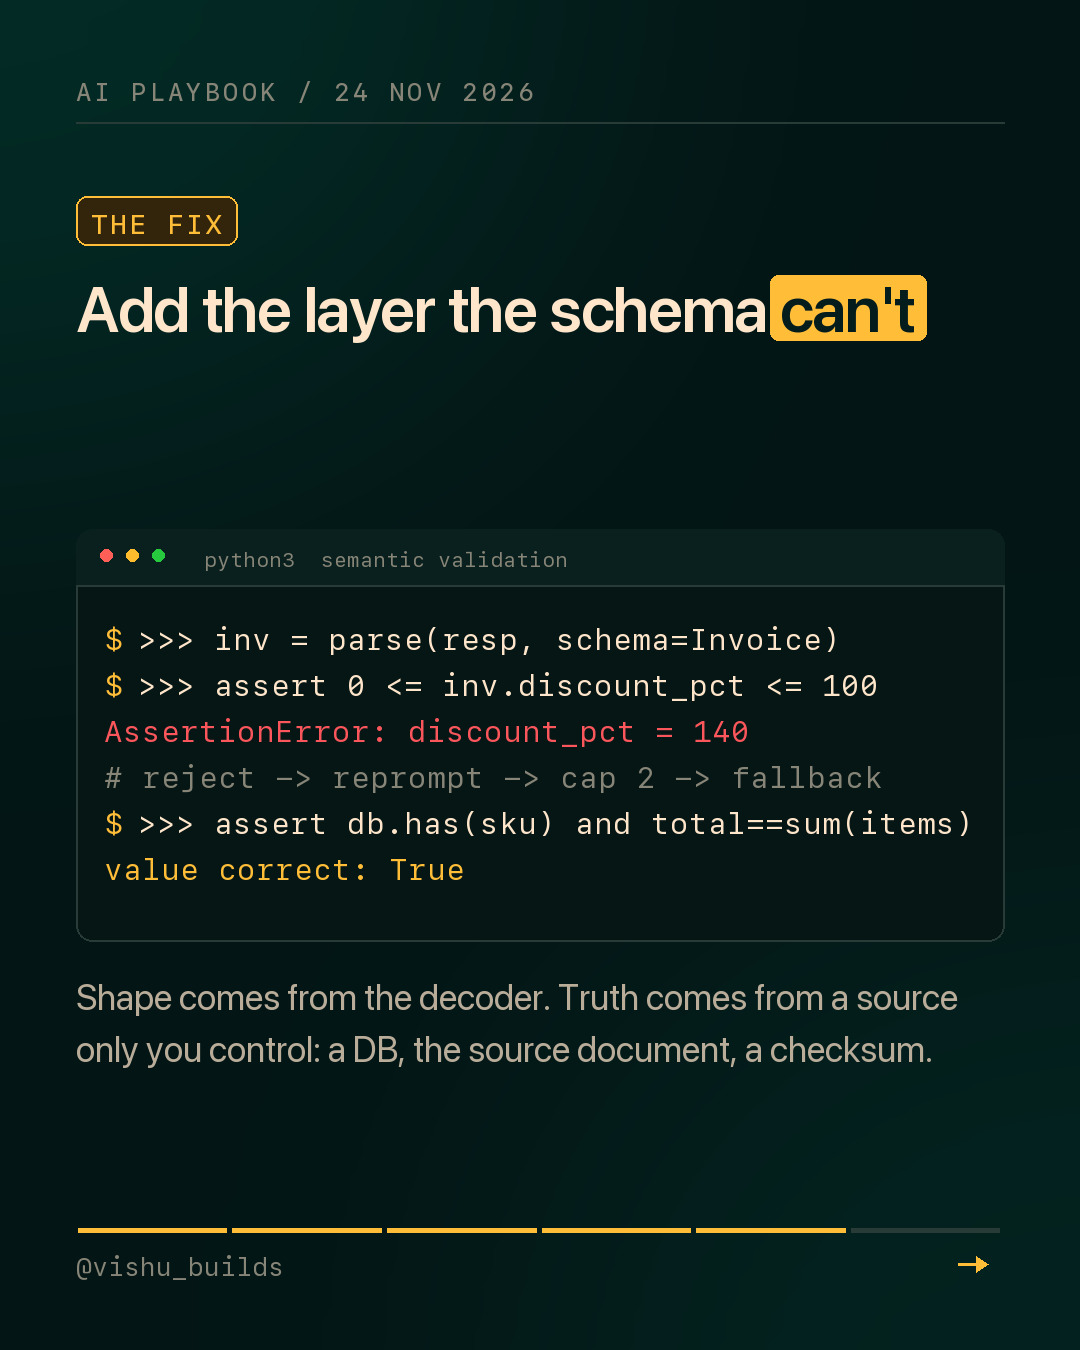 AI PLAYBOOK / 24 NOV 2026
THE FIX
Add the layer the schema can't
python3  semantic validation
$ >>> inv = parse(resp, schema=Invoice)
$ >>> assert 0 <= inv.discount_pct <= 100
AssertionError: discount_pct = 140
# reject —> reprompt —> cap 2 —> fallback
$ >>> assert db.has(sku) and total==sum(items)
value correct: True
Shape comes from the decoder. Truth comes from a source
only you control: a DB, the source document, a checksum.
@vishu_builds